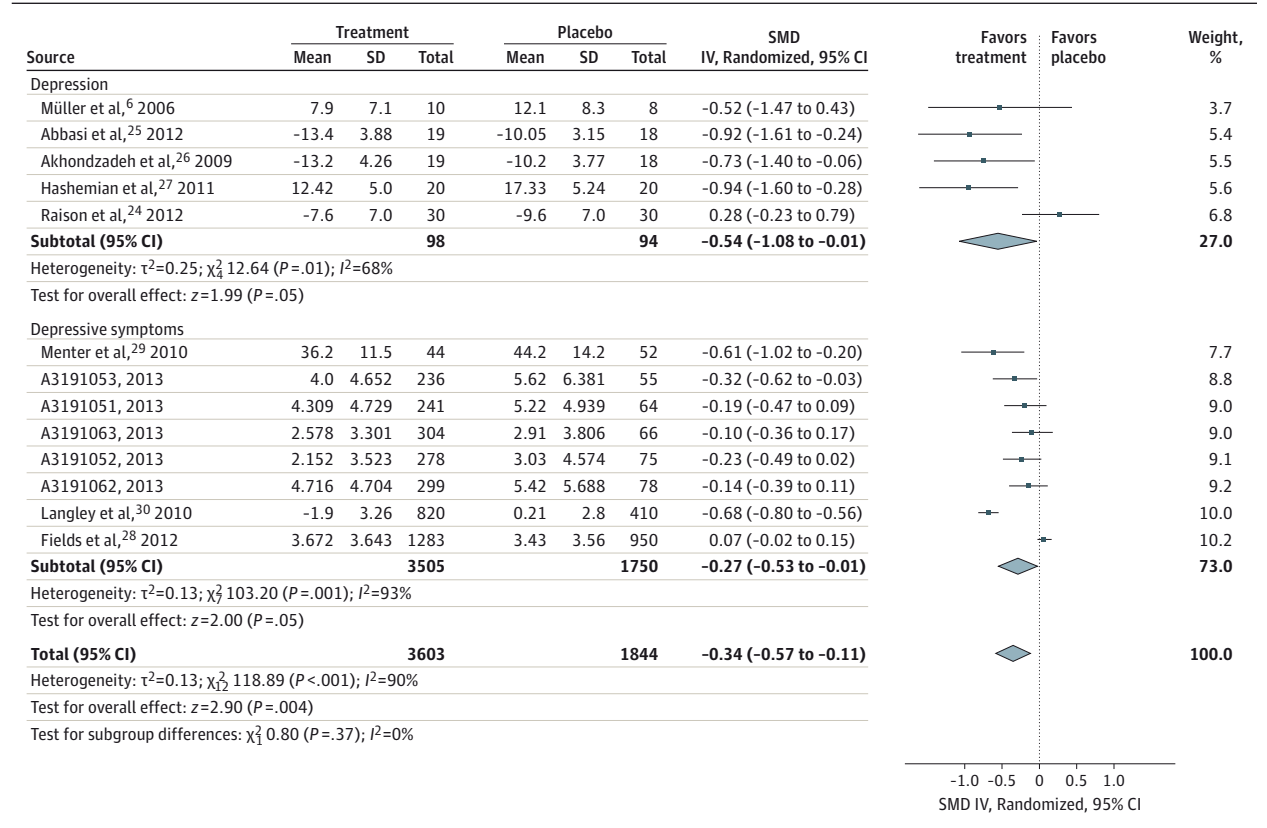 Treatment Placebo SMD Favors Favors Weight,
Source Mean SD Total Mean SD Total IV, Randomized, 95% CI treatment placebo %
Depression
Müller et al,6 2006 7.9 7.1 10 12.1 8.3 8 -0.52 (-1.47 to 0.43) 3.7
Abbasi et al,25 2012 -13.4 3.88 19 -10.05 3.15 18 -0.92 (-1.61 to -0.24) 5.4
Akhondzadeh et al,26 2009 -13.2 4.26 19 -10.2 3.77 18 -0.73 (-1.40 to -0.06) 5.5
Hashemian et al,27 2011 12.42 5.0 20 17.33 5.24 20 -0.94 (-1.60 to -0.28) 5.6
Raison et al,24 2012 -7.6 7.0 30 -9.6 7.0 30 0.28 (-0.23 to 0.79) 6.8
Subtotal (95% CI) 98 94 -0.54 (-1.08 to -0.01) 27.0
Heterogeneity: τ2=0.25; χ24 12.64 (P=.01); I2=68%
Test for overall effect: z=1.99 (P=.05)
Depressive symptoms
Menter et al,29 2010 36.2 11.5 44 44.2 14.2 52 -0.61 (-1.02 to -0.20) 7.7
A3191053, 2013 4.0 4.652 236 5.62 6.381 55 -0.32 (-0.62 to -0.03) 8.8
A3191051, 2013 4.309 4.729 241 5.22 4.939 64 -0.19 (-0.47 to 0.09) 9.0
A3191063, 2013 2.578 3.301 304 2.91 3.806 66 -0.10 (-0.36 to 0.17) 9.0
A3191052, 2013 2.152 3.523 278 3.03 4.574 75 -0.23 (-0.49 to 0.02) 9.1
A3191062, 2013 4.716 4.704 299 5.42 5.688 78 -0.14 (-0.39 to 0.11) 9.2
Langley et al,30 2010 -1.9 3.26 820 0.21 2.8 410 -0.68 (-0.80 to -0.56) 10.0
Fields et al,28 2012 3.672 3.643 1283 3.43 3.56 950 0.07 (-0.02 to 0.15) 10.2
Subtotal (95% CI) 3505 1750 -0.27 (-0.53 to -0.01) 73.0
Heterogeneity: τ2=0.13; χ27 103.20 (P=.001); I2=93%
Test for overall effect: z=2.00 (P=.05)
Total (95% CI) 3603 1844 -0.34 (-0.57 to -0.11) 100.0
Heterogeneity: τ2=0.13; χ212 118.89 (P<.001); I2=90%
Test for overall effect: z=2.90 (P=.004)
Test for subgroup differences: χ21 0.80 (P=.37); I2=0%
-1.0 -0.5 0 0.5 1.0
SMD IV, Randomized, 95% CI